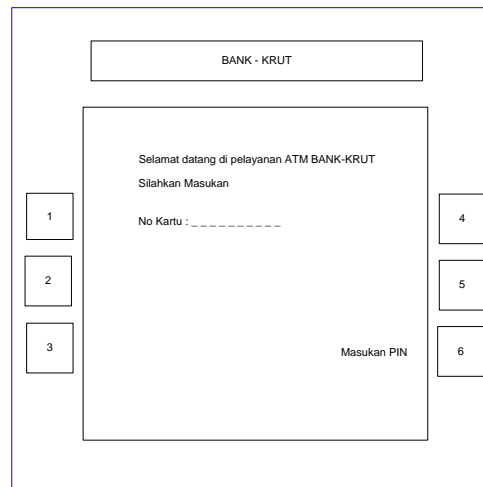 BANK - KRUT
Selamat datang di pelayanan ATM BANK-KRUT
Silahkan Masukan
No Kartu : _ _ _ _ _ _ _ _ _ _
1
2
3
4
5
Masukan PIN
6